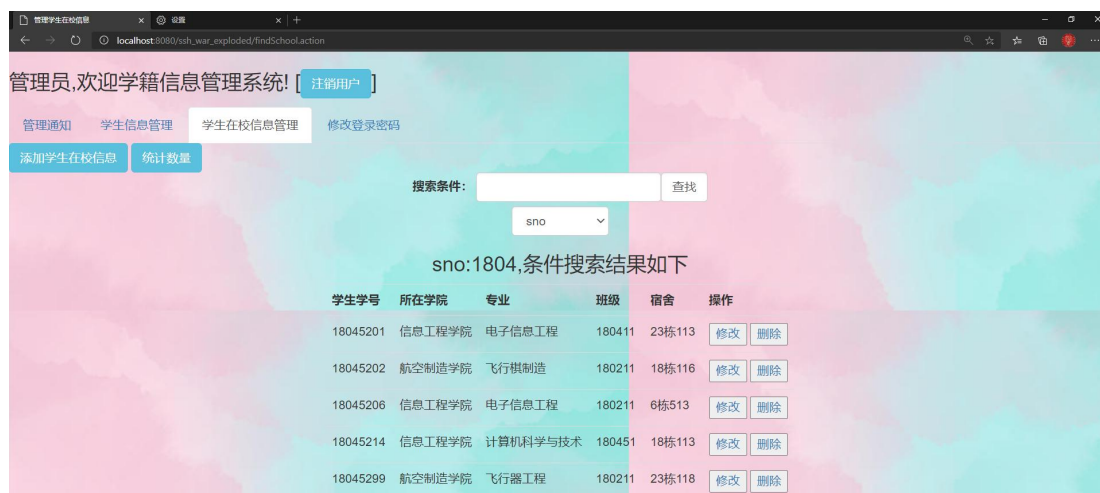 管理学生在校信息
设置
localhost:8080/ssh_war_exploded/findSchool.action
管理员,欢迎学籍信息管理系统! [ 注销用户 ]
管理通知 学生信息管理 学生在校信息管理 修改登录密码
添加学生在校信息 统计数量
搜索条件: 查找
sno
sno:1804,条件搜索结果如下
学生学号 所在学院 专业 班级 宿舍 操作
18045201 信息工程学院 电子信息工程 180411 23栋113 修改 删除
18045202 航空制造学院 飞行棋制造 180211 18栋116 修改 删除
18045206 信息工程学院 电子信息工程 180211 6栋513 修改 删除
18045214 信息工程学院 计算机科学与技术 180451 18栋113 修改 删除
18045299 航空制造学院 飞行器工程 180211 23栋118 修改 删除